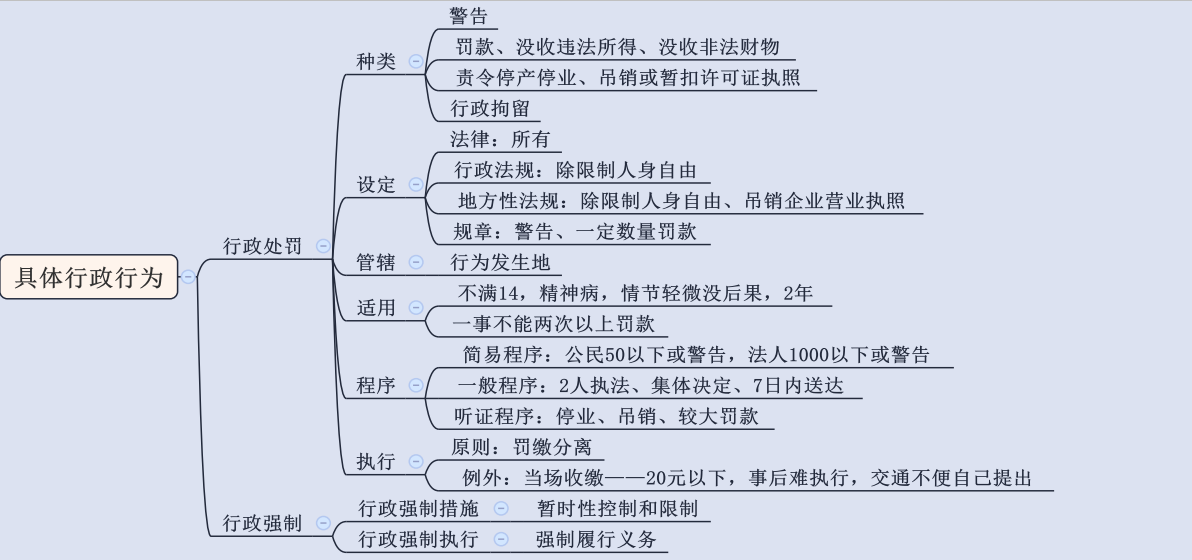 具体行政行为
行政处罚
种类
警告
罚款、没收违法所得、没收非法财物
责令停产停业、吊销或暂扣许可证执照
行政拘留
设定
法律：所有
行政法规：除限制人身自由
地方性法规：除限制人身自由、吊销企业营业执照
规章：警告、一定数量罚款
管辖
行为发生地
适用
不满14，精神病，情节轻微没后果，2年
一事不能两次以上罚款
程序
简易程序：公民50以下或警告，法人1000以下或警告
一般程序：2人执法、集体决定、7日内送达
听证程序：停业、吊销、较大罚款
执行
原则：罚缴分离
例外：当场收缴——20元以下，事后难执行，交通不便自己提出
行政强制
行政强制措施
暂时性控制和限制
行政强制执行
强制履行义务